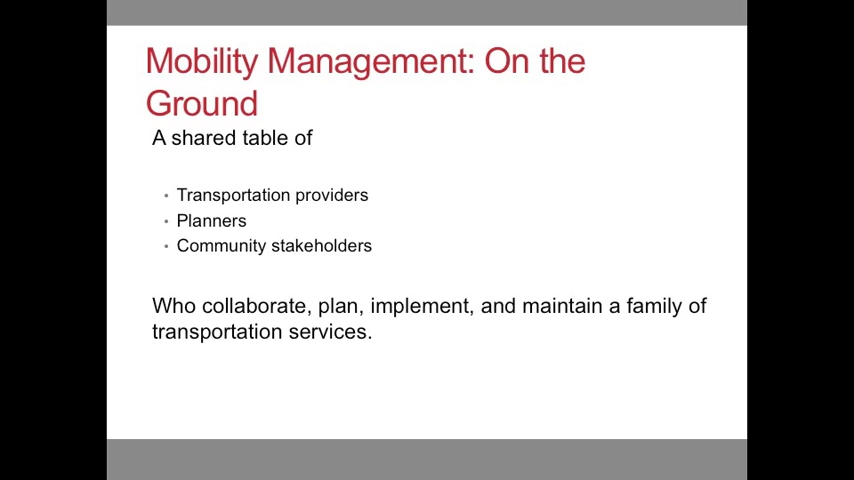 Mobility Management: On the
Ground
A shared table of
• Transportation providers
• Planners
• Community stakeholders
Who collaborate, plan, implement, and maintain a family of
transportation services.